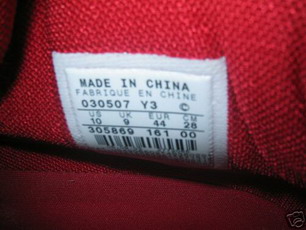 MADE IN CHINA
FABRIQUE EN CHINE
030507 Y3 ©
US UK EUR CM
10 9 44 28
305869 161 00